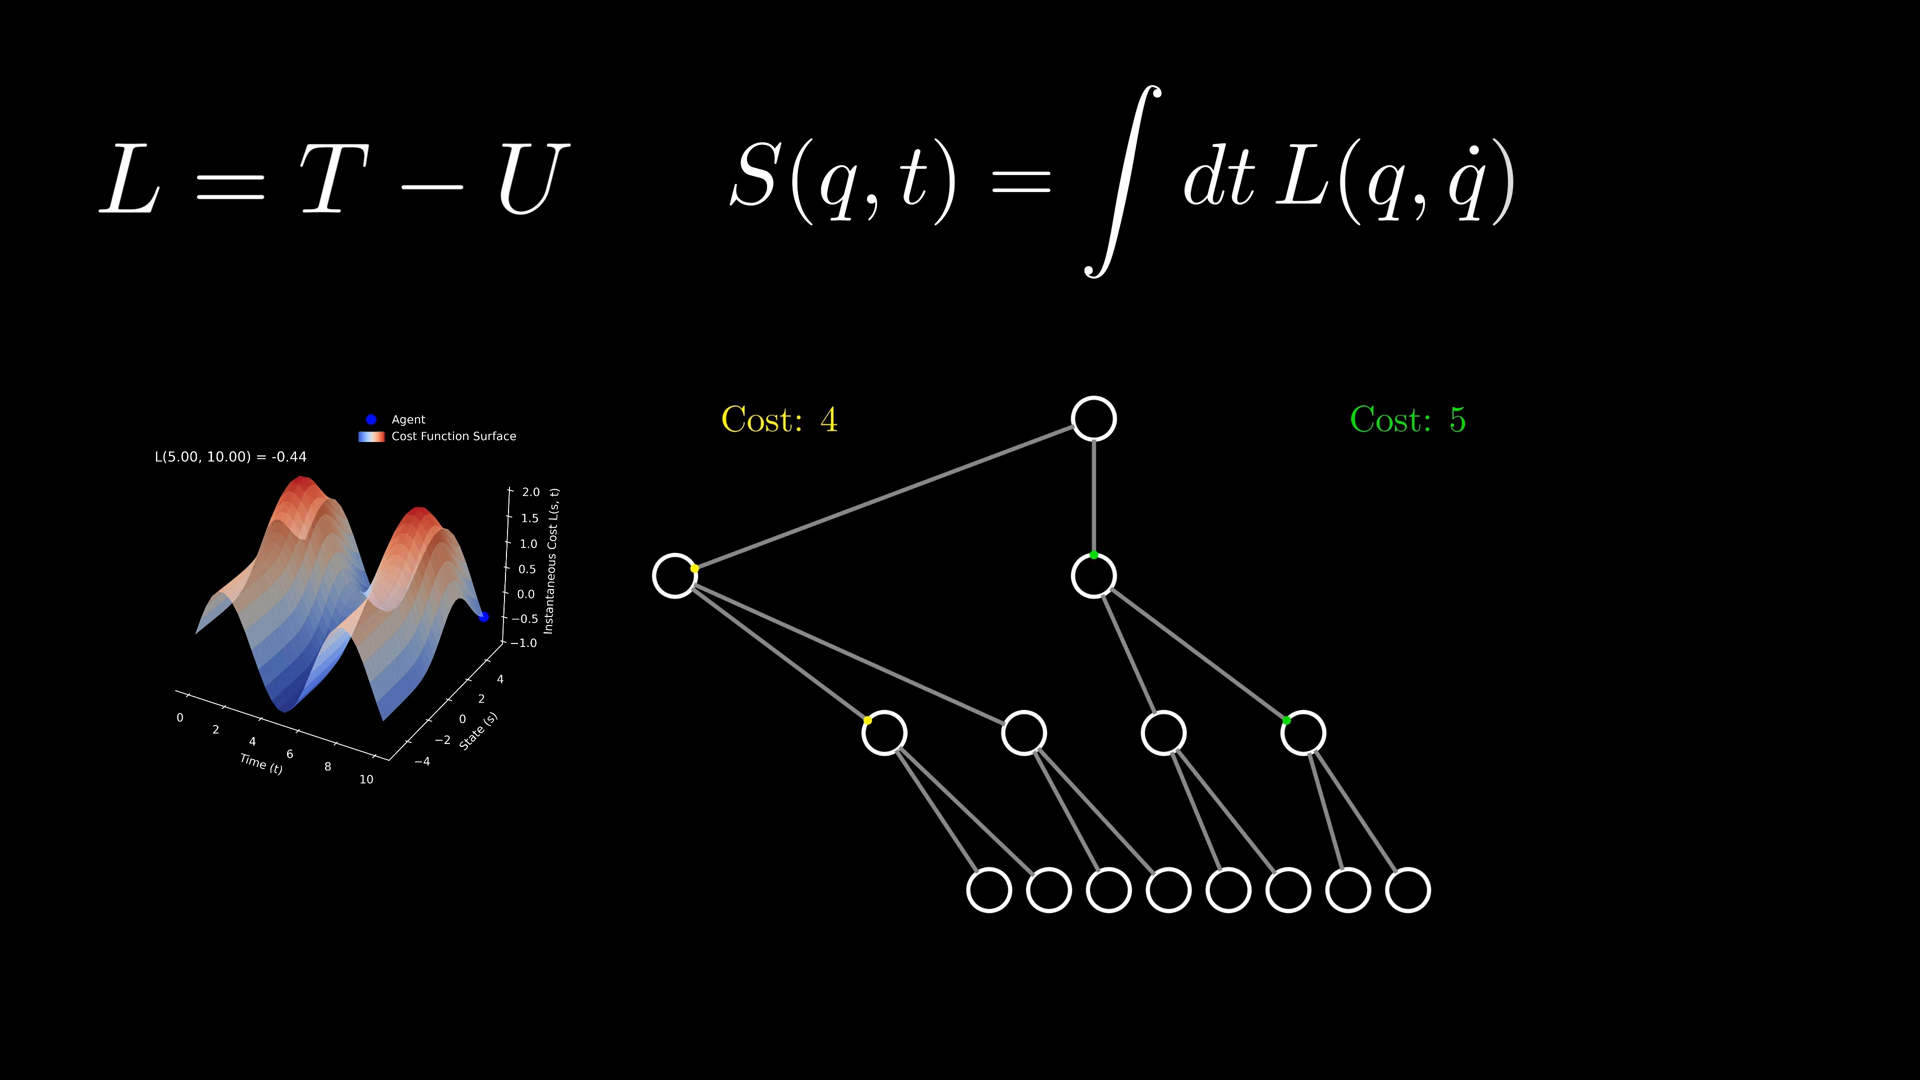 L = T − U
S(q, t) = ∫ dt L(q, q̇)
Agent
Cost Function Surface
L(5.00, 10.00) = -0.44
Cost: 4
Cost: 5
2.0
1.5
1.0
0.5
0.0
−0.5
−1.0
Instantaneous Cost L(s, t)
4
2
0
−2
−4
State (s)
0
2
4
6
8
10
Time (t)